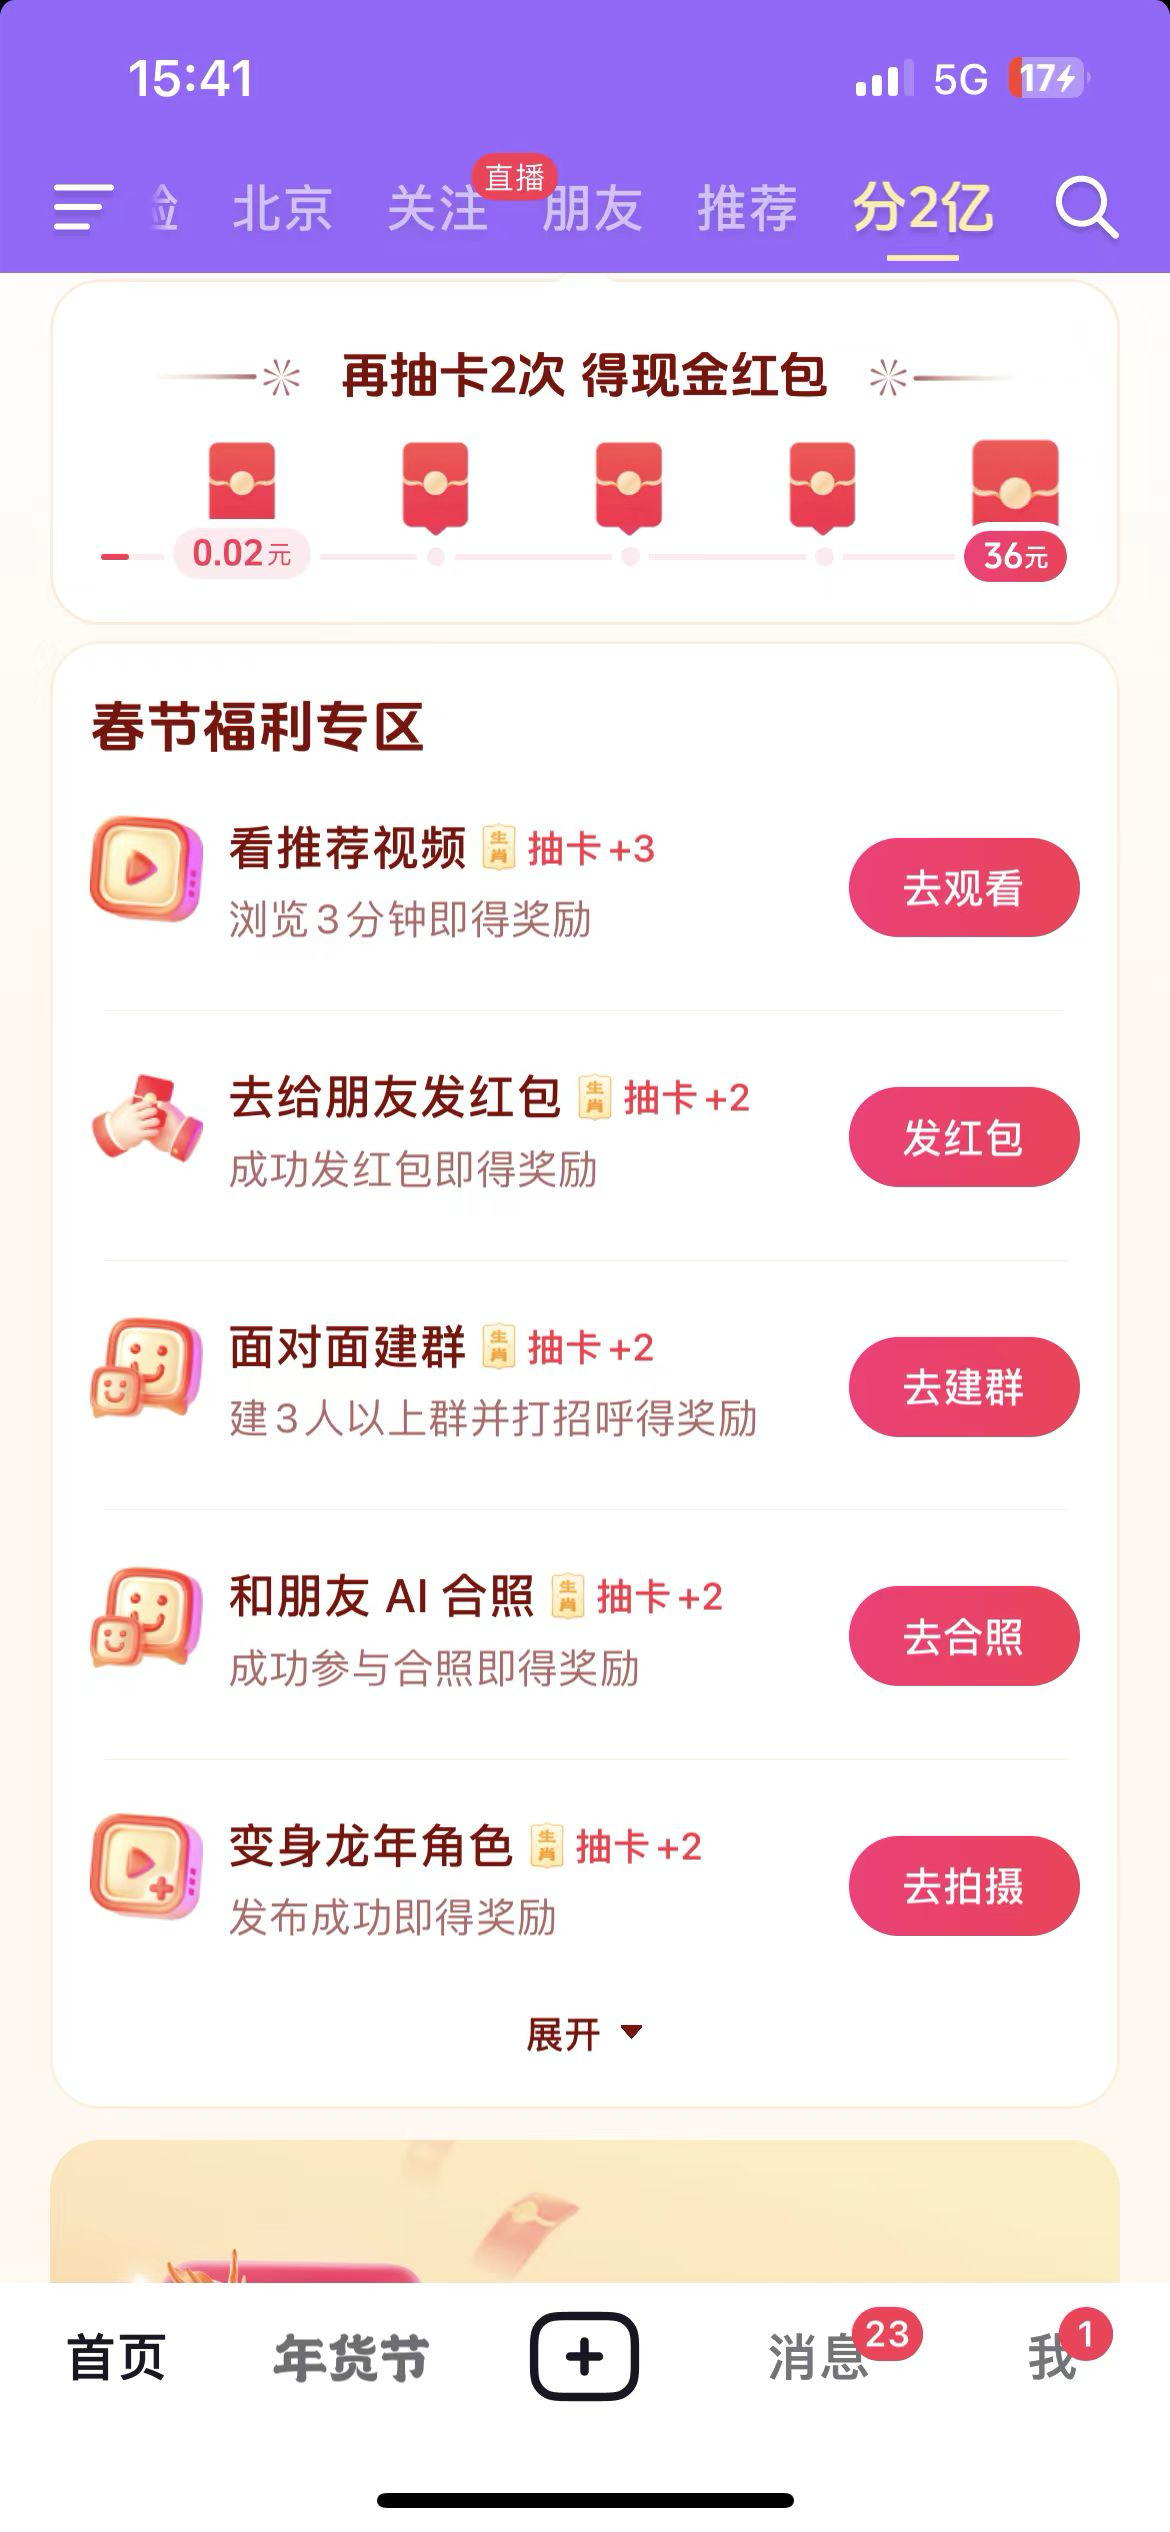 15:41 5G 17
直播
北京 关注 朋友 推荐 分2亿
再抽卡2次 得现金红包
0.02元 36元
春节福利专区
看推荐视频 生肖 抽卡+3
浏览3分钟即得奖励
去观看
去给朋友发红包 生肖 抽卡+2
成功发红包即得奖励
发红包
面对面建群 生肖 抽卡+2
建3人以上群并打招呼得奖励
去建群
和朋友 AI 合照 生肖 抽卡+2
成功参与合照即得奖励
去合照
变身龙年角色 生肖 抽卡+2
发布成功即得奖励
去拍摄
展开
首页 年货节 消息 23 我 1